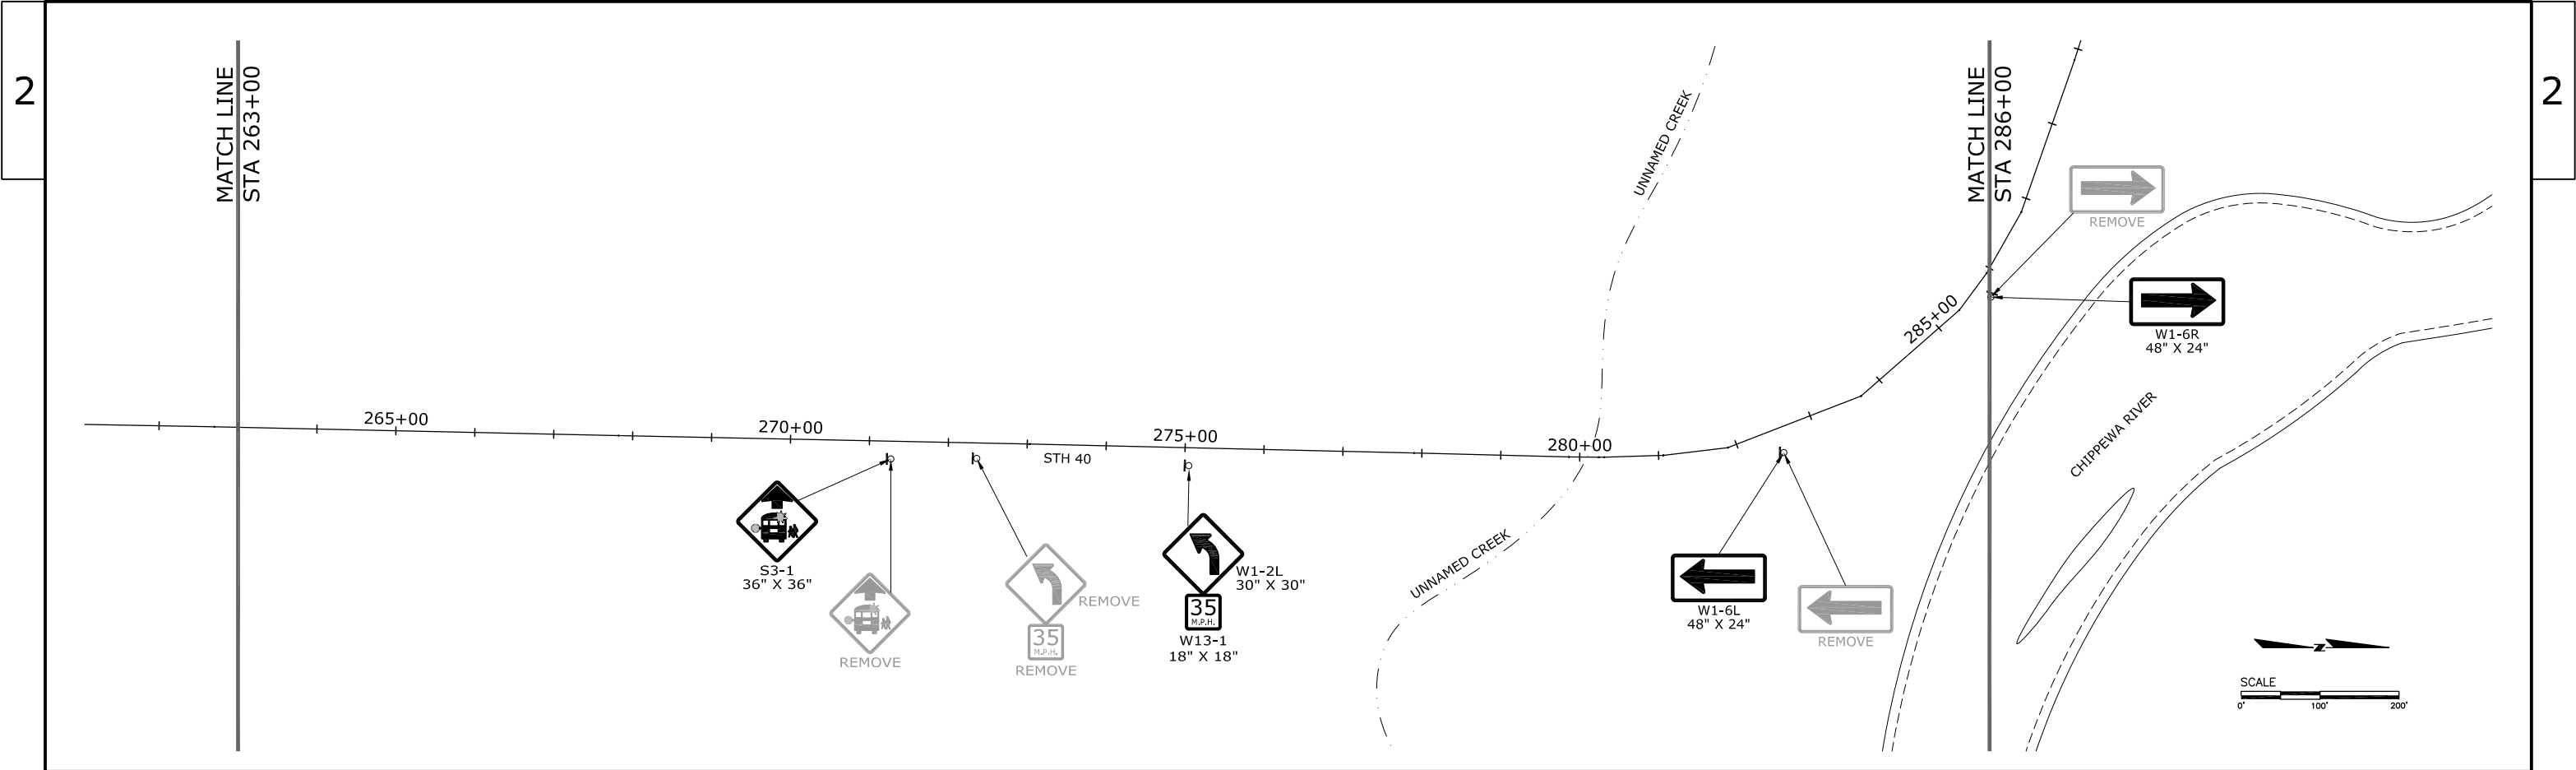 2
MATCH LINE
STA 263+00
UNNAMED CREEK
MATCH LINE
STA 286+00
2
REMOVE
W1-6R
48" X 24"
285+00
265+00
270+00
275+00
280+00
STH 40
CHIPPEWA RIVER
UNNAMED CREEK
S3-1
36" X 36"
REMOVE
REMOVE
35
M.P.H.
REMOVE
W1-2L
30" X 30"
35
M.P.H.
W13-1
18" X 18"
W1-6L
48" X 24"
REMOVE
Z
SCALE
0' 100' 200'